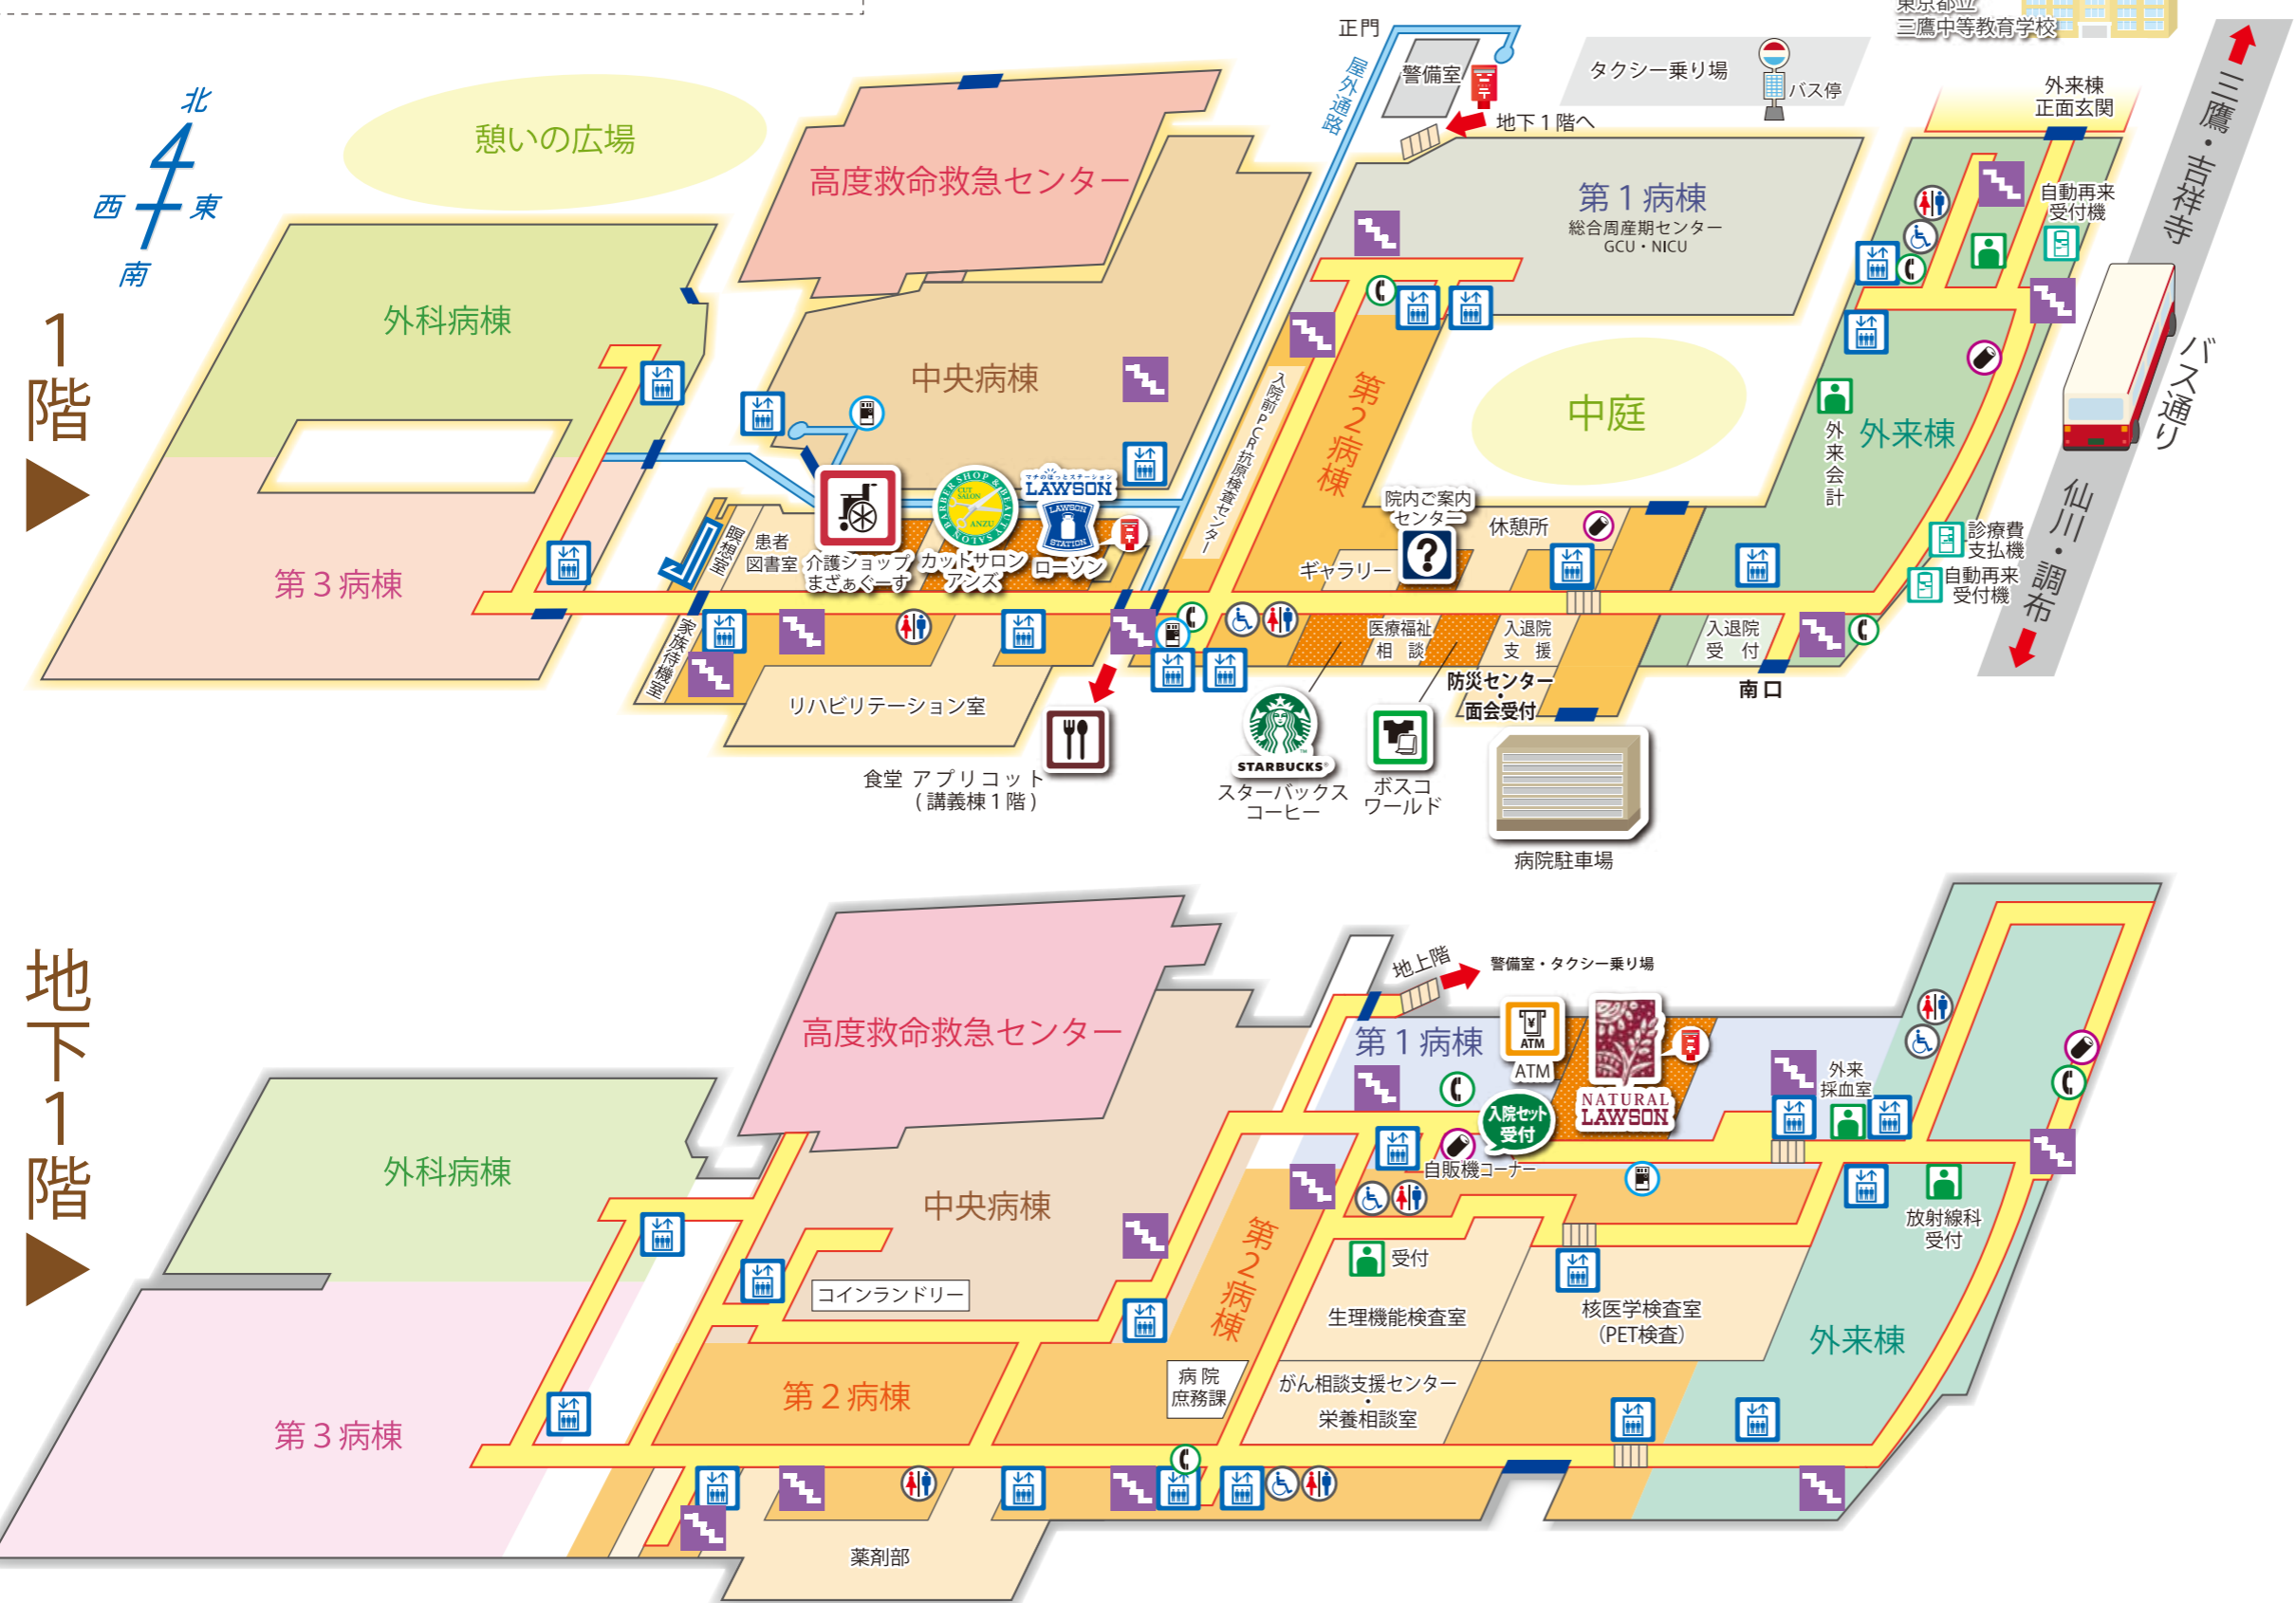 東京都立
三鷹中等教育学校
正門
警備室
タクシー乗り場
バス停
地下1階へ
屋外通路
外来棟
正面玄関
三鷹・吉祥寺
バス通り
仙川・調布
北
西
東
南
1階
憩いの広場
高度救命救急センター
第1病棟
総合周産期センター
GCU・NICU
自動再来
受付機
外科病棟
中央病棟
入院前PCR抗原検査センター
第2病棟
中庭
外来会計
外来棟
第3病棟
瞑想室
患者
図書室
介護ショップ
まざぁぐーす
BARBERSHOP & BEAUTY SALON
CUT
SALON
ANZU
カットサロン
アンズ
マチのほっとステーション
LAWSON
LAWSON
STATION
ローソン
院内ご案内
センター
?
ギャラリー
休憩所
診療費
支払機
自動再来
受付機
家族待機室
リハビリテーション室
医療福祉
相談
入退院
支援
入退院
受付
防災センター
・
面会受付
南口
食堂 アプリコット
(講義棟1階)
STARBUCKS
スターバックス
コーヒー
ボスコ
ワールド
病院駐車場
地下1階
高度救命救急センター
地上階
警備室・タクシー乗り場
第1病棟
ATM
ATM
NATURAL
LAWSON
入院セット
受付
自販機コーナー
外来
採血室
外科病棟
中央病棟
コインランドリー
第2病棟
受付
放射線科
受付
生理機能検査室
核医学検査室
(PET検査)
外来棟
第3病棟
第2病棟
病院
庶務課
がん相談支援センター
・
栄養相談室
薬剤部